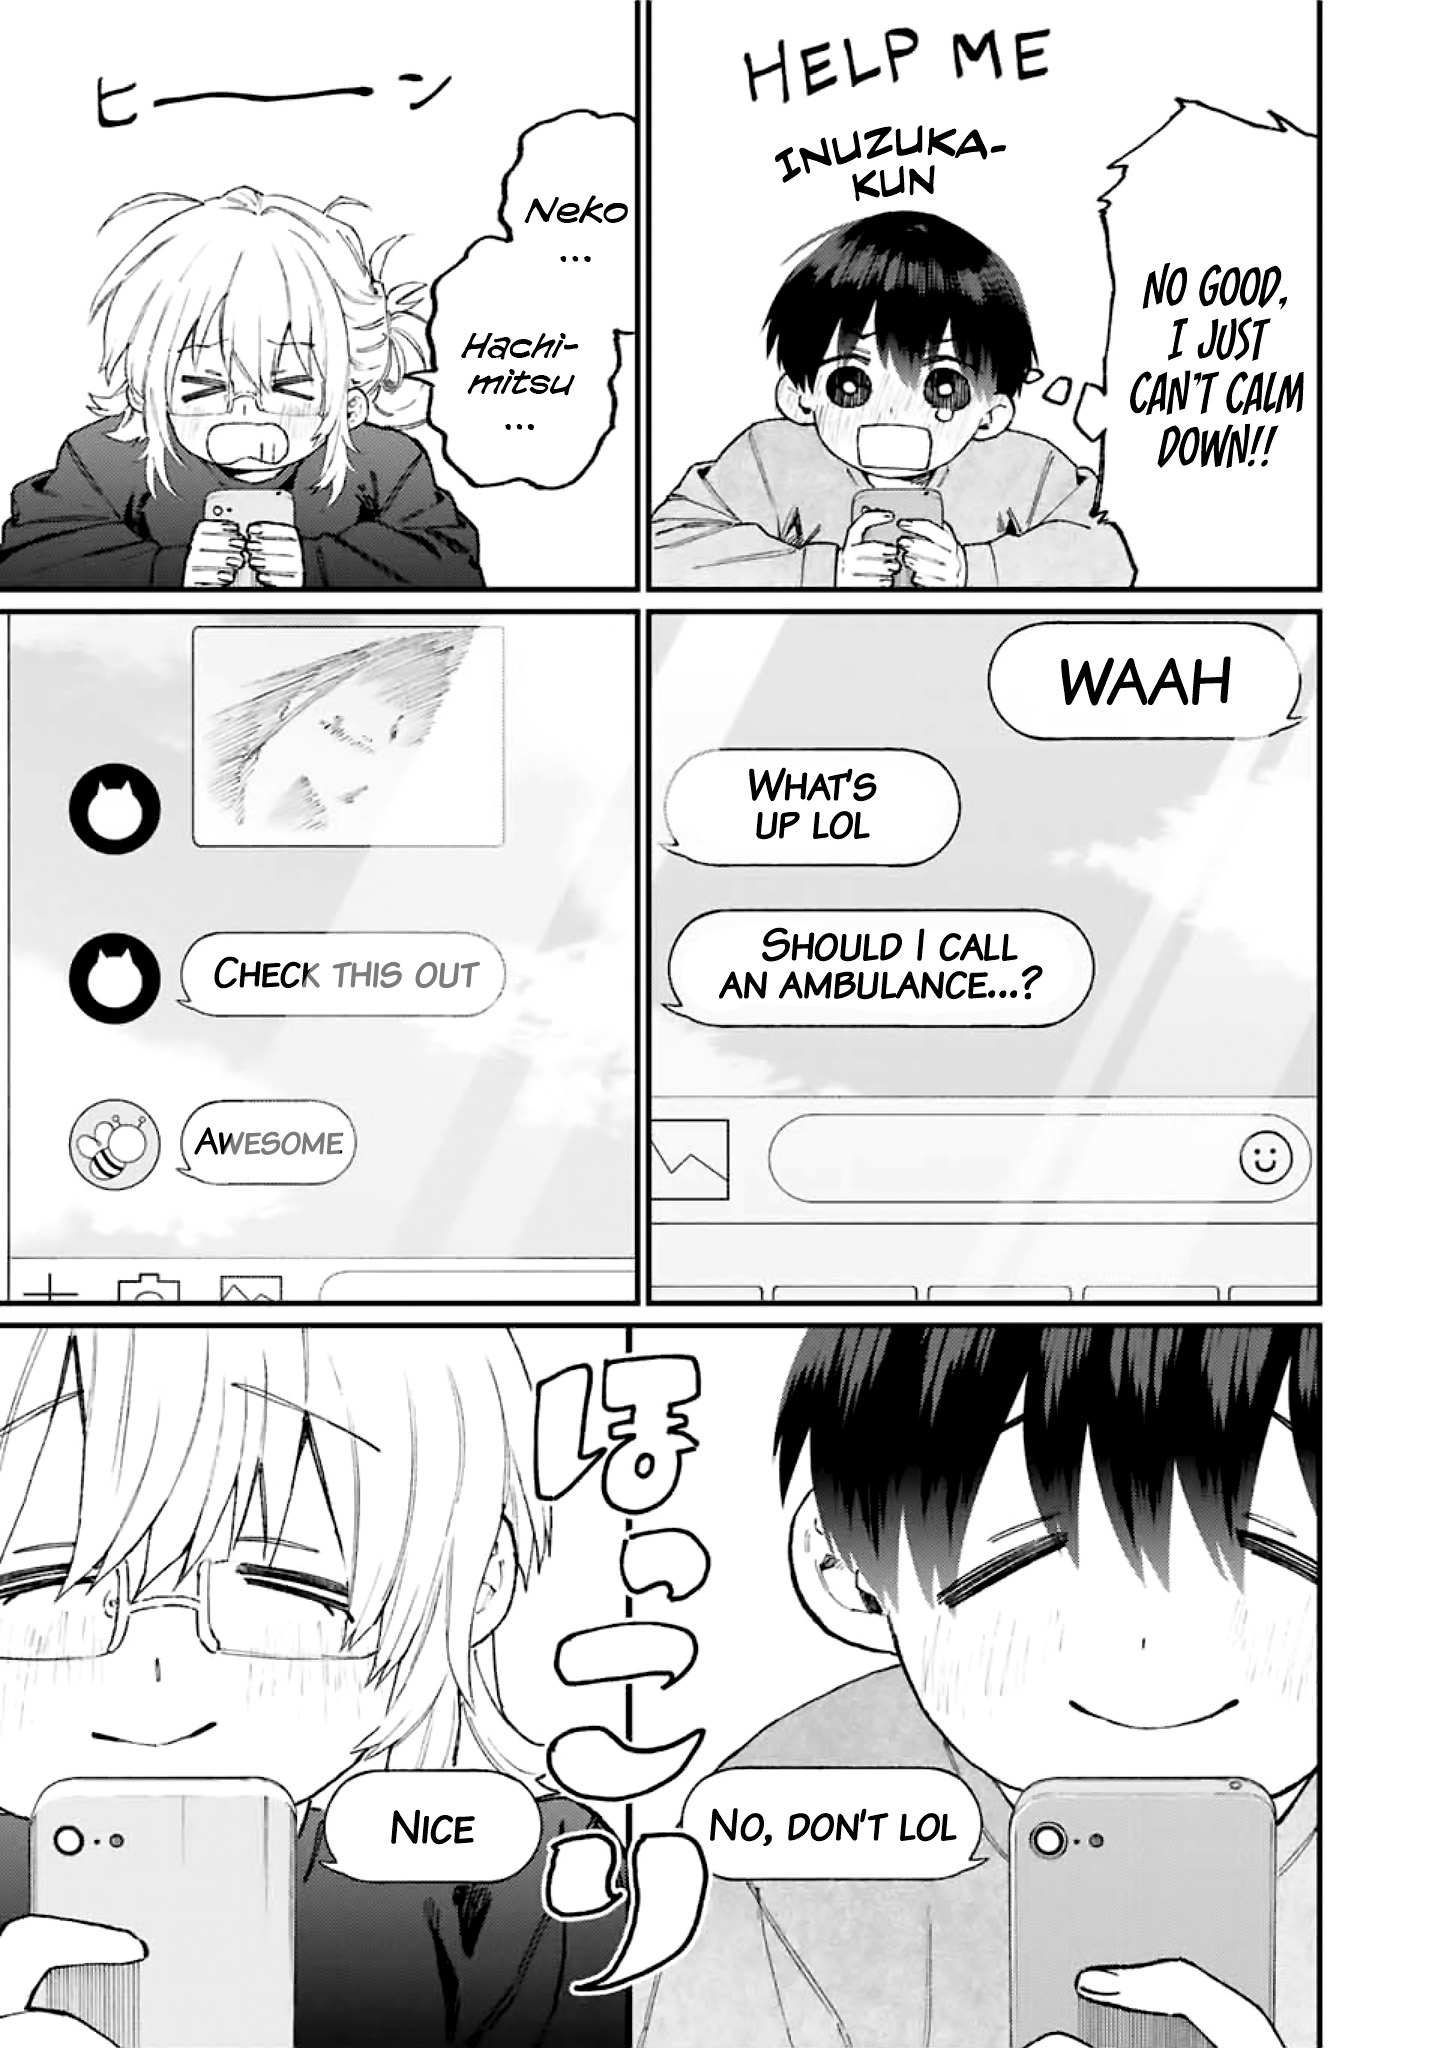 HELP ME
INUZUKA-
KUN
NO GOOD,
I JUST
CAN'T CALM
DOWN!!
ヒーーン
Neko
...
Hachi-
mitsu
...
WAAH
WHAT'S
UP LOL
SHOULD I CALL
AN AMBULANCE...?
CHECK THIS OUT
AWESOME
ほっこり
NO, DON'T LOL
NICE